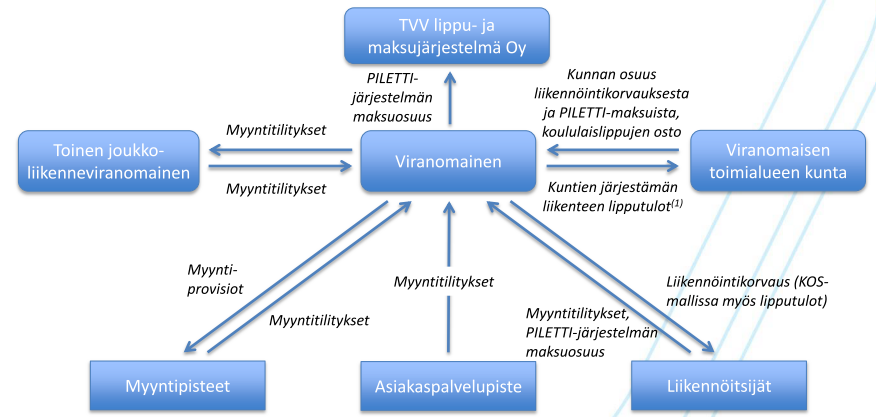 TVV lippu- ja
maksujärjestelmä Oy
PILETTI-
järjestelmän
maksuosuus
Kunnan osuus
liikennöintikorvauksesta
ja PILETTI-maksuista,
koululaislippujen osto
Myyntitilitykset
Toinen joukko-
liikenneviranomainen
Viranomainen
Viranomaisen
toimialueen kunta
Myyntitilitykset
Kuntien järjestämän
liikenteen lipputulot(1)
Myynti-
provisiot
Myyntitilitykset
Myyntitilitykset
Liikennöintikorvaus (KOS-
mallissa myös lipputulot)
Myyntitilitykset,
PILETTI-järjestelmän
maksuosuus
Myyntipisteet
Asiakaspalvelupiste
Liikennöitsijät